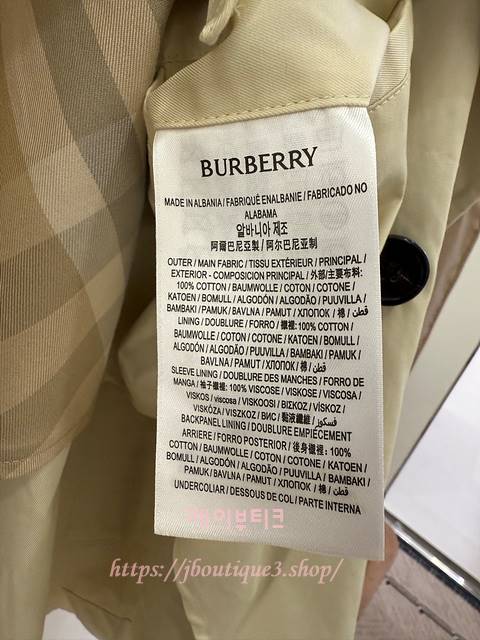 BURBERRY
MADE IN ALBANIA / FABRIQUÉ ENALBANIE / FABRICADO NO
ALABAMA
알바니아 제조
阿爾巴尼亞製 / 阿尔巴尼亚制
OUTER / MAIN FABRIC / TISSU EXTÉRIEUR / PRINCIPAL /
EXTERIOR - COMPOSICION PRINCIPAL / 外部/主要布料:
100% COTTON / BAUMWOLLE / COTON / COTONE /
KATOEN / BOMULL / ALGODÓN / ALGODÃO / PUUVILLA /
BAMBAKI / PAMUK / BAVLNA / PAMUT / ХЛОПОК / 棉 / قطن /
LINING / DOUBLURE / FORRO / 襯裡: 100% COTTON /
BAUMWOLLE / COTON / COTONE / KATOEN / BOMULL /
ALGODÓN / ALGODÃO / PUUVILLA / BAMBAKI / PAMUK /
BAVLNA / PAMUT / ХЛОПОК / 棉 / قطن /
SLEEVE LINING / DOUBLURE DES MANCHES / FORRO DE
MANGA / 袖子襯裡: 100% VISCOSE / VISKOSE / VISCOSA /
VISKOS / viscosa / VISKOOSI / ΒΙΣΚΟΖ / VİSKOZ /
VISKÓZA / VISZKOZ / ВИС / 黏液纖維 / فسكوز /
BACKPANEL LINING / DOUBLURE EMPIÈCEMENT
ARRIERE / FORRO POSTERIOR / 後身襯裡: 100%
COTTON / BAUMWOLLE / COTON / COTONE / KATOEN /
BOMULL / ALGODÓN / ALGODÃO / PUUVILLA / BAMBAKI /
PAMUK / BAVLNA / PAMUT / ХЛОПОК / 棉 / قطن /
UNDERCOLIAR / DESSOUS DE COL / PARTE INTERNA
제이부티크
https://jboutique3.shop/